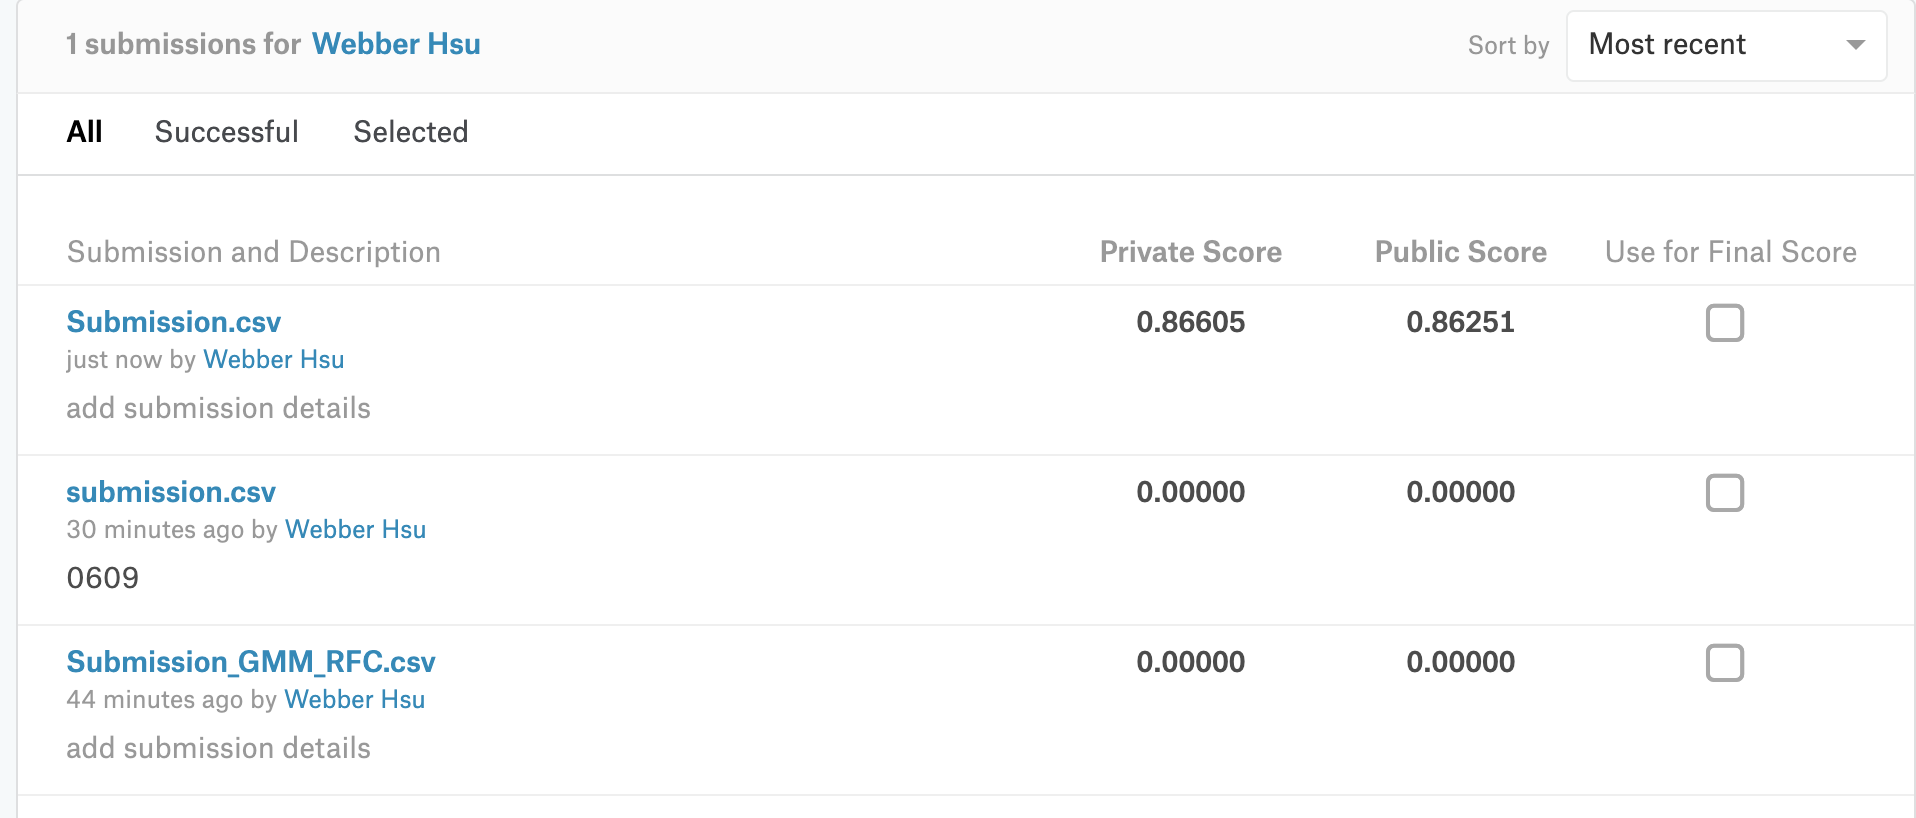 1 submissions for Webber Hsu
Sort by Most recent
All Successful Selected
Submission and Description Private Score Public Score Use for Final Score
Submission.csv 0.86605 0.86251
just now by Webber Hsu
add submission details
submission.csv 0.00000 0.00000
30 minutes ago by Webber Hsu
0609
Submission_GMM_RFC.csv 0.00000 0.00000
44 minutes ago by Webber Hsu
add submission details